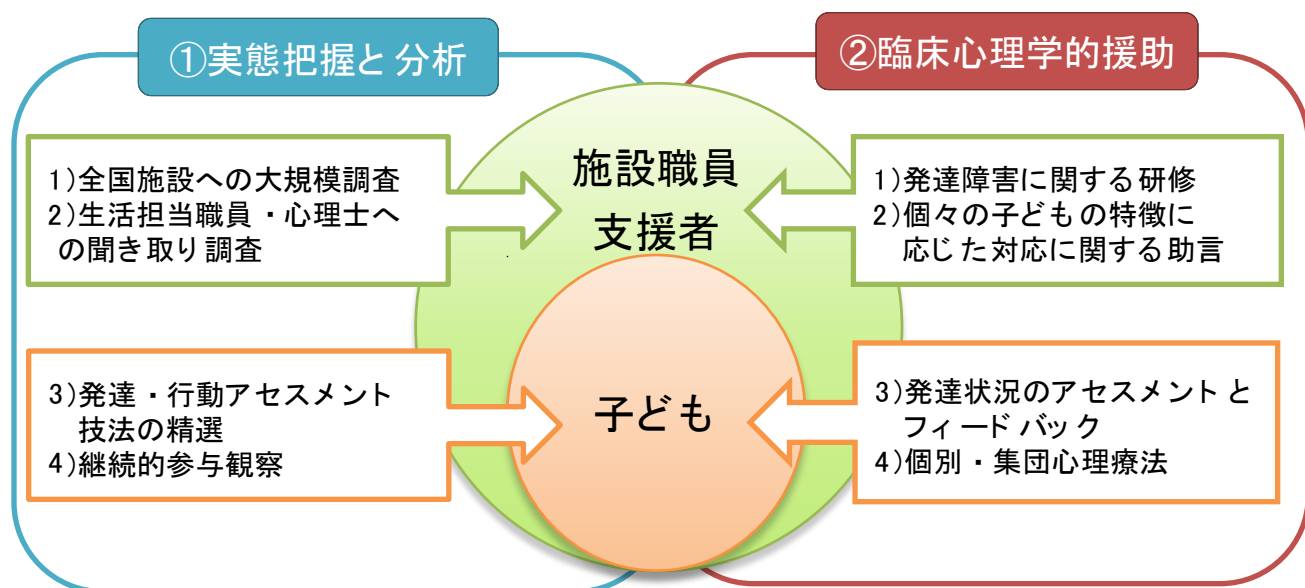 ①実態把握と分析
②臨床心理学的援助
1)全国施設への大規模調査
2)生活担当職員・心理士へ
の聞き取り調査
施設職員
支援者
1)発達障害に関する研修
2)個々の子どもの特徴に
応じた対応に関する助言
3)発達・行動アセスメント
技法の精選
4)継続的参与観察
子ども
3)発達状況のアセスメントと
フィードバック
4)個別・集団心理療法